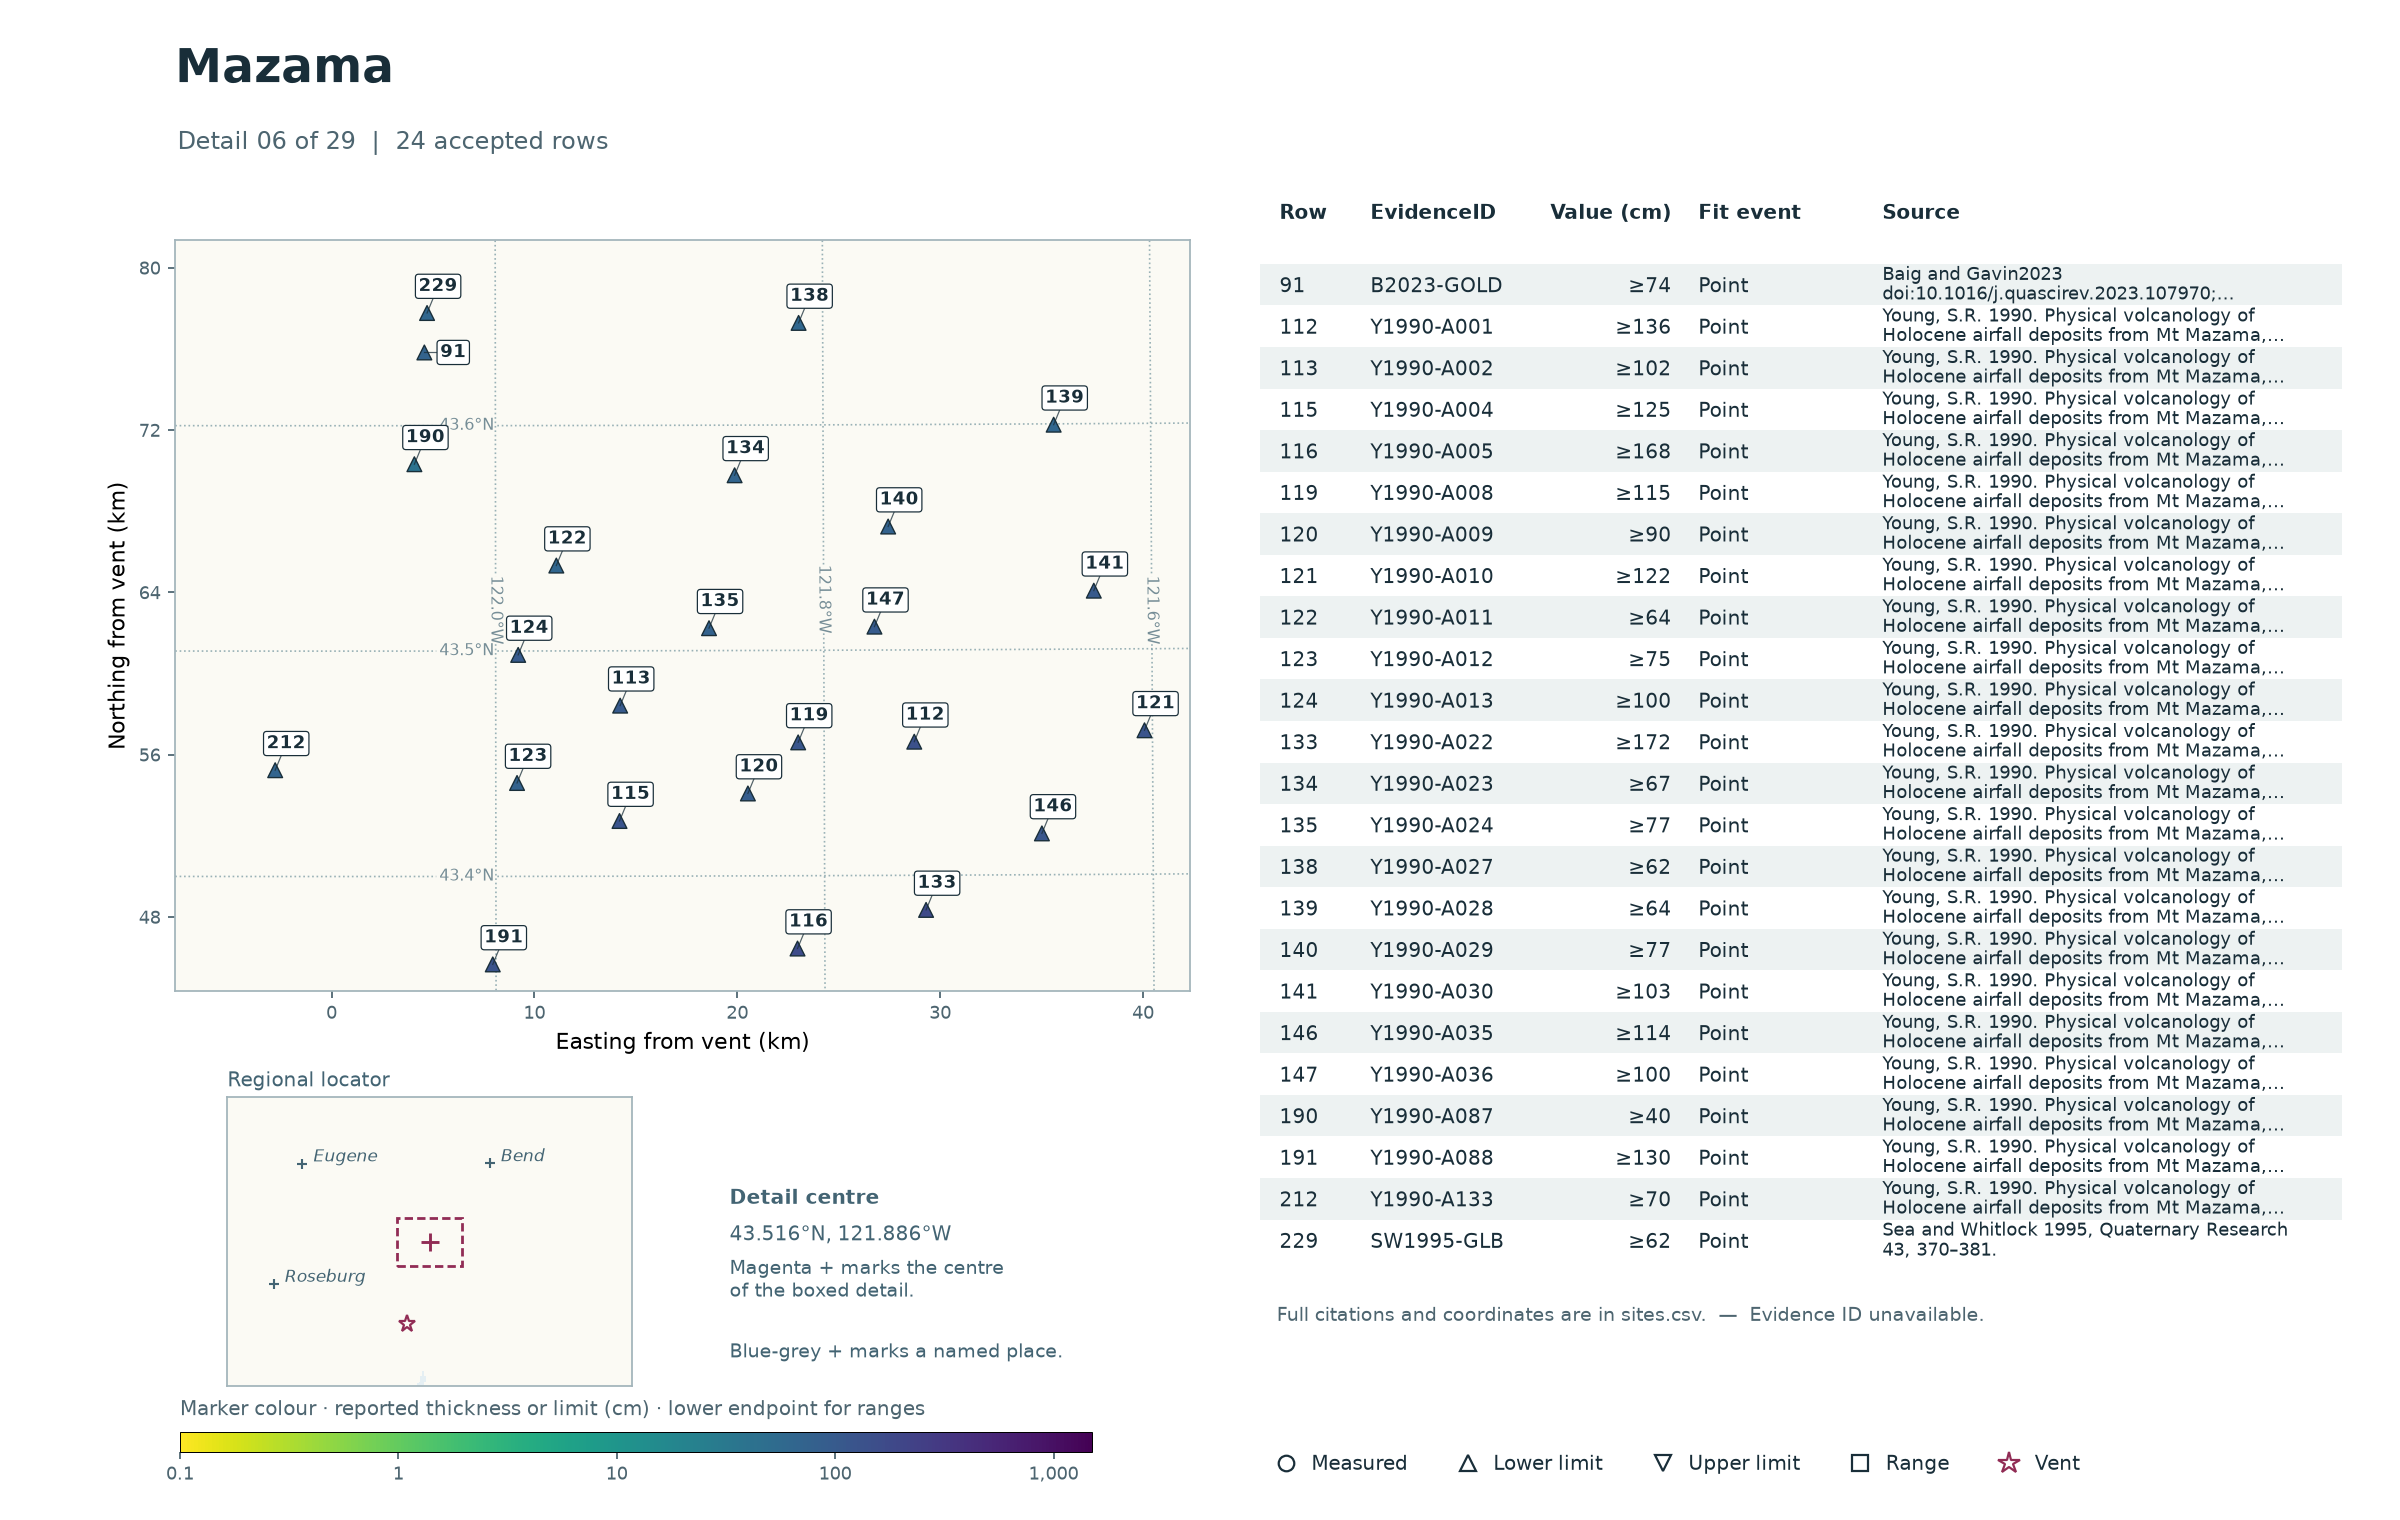 Mazama
Detail 06 of 29 | 24 accepted rows
80
72
64
56
48
Northing from vent (km)
229
138
91
139
43.6°N
190
134
140
122
141
122.0°W
121.8°W
121.6°W
135
147
124
43.5°N
113
121
119
112
212
123
120
115
146
43.4°N
133
116
191
0
10
20
30
40
Easting from vent (km)
Regional locator
Eugene
Bend
Roseburg
Detail centre
43.516°N, 121.886°W
Magenta + marks the centre
of the boxed detail.
Blue-grey + marks a named place.
Marker colour · reported thickness or limit (cm) · lower endpoint for ranges
0.1
1
10
100
1,000
Row EvidenceID Value (cm) Fit event Source
91 B2023-GOLD ≥74 Point Baig and Gavin2023
doi:10.1016/j.quascirev.2023.107970;…
112 Y1990-A001 ≥136 Point Young, S.R. 1990. Physical volcanology of
Holocene airfall deposits from Mt Mazama,…
113 Y1990-A002 ≥102 Point Young, S.R. 1990. Physical volcanology of
Holocene airfall deposits from Mt Mazama,…
115 Y1990-A004 ≥125 Point Young, S.R. 1990. Physical volcanology of
Holocene airfall deposits from Mt Mazama,…
116 Y1990-A005 ≥168 Point Young, S.R. 1990. Physical volcanology of
Holocene airfall deposits from Mt Mazama,…
119 Y1990-A008 ≥115 Point Young, S.R. 1990. Physical volcanology of
Holocene airfall deposits from Mt Mazama,…
120 Y1990-A009 ≥90 Point Young, S.R. 1990. Physical volcanology of
Holocene airfall deposits from Mt Mazama,…
121 Y1990-A010 ≥122 Point Young, S.R. 1990. Physical volcanology of
Holocene airfall deposits from Mt Mazama,…
122 Y1990-A011 ≥64 Point Young, S.R. 1990. Physical volcanology of
Holocene airfall deposits from Mt Mazama,…
123 Y1990-A012 ≥75 Point Young, S.R. 1990. Physical volcanology of
Holocene airfall deposits from Mt Mazama,…
124 Y1990-A013 ≥100 Point Young, S.R. 1990. Physical volcanology of
Holocene airfall deposits from Mt Mazama,…
133 Y1990-A022 ≥172 Point Young, S.R. 1990. Physical volcanology of
Holocene airfall deposits from Mt Mazama,…
134 Y1990-A023 ≥67 Point Young, S.R. 1990. Physical volcanology of
Holocene airfall deposits from Mt Mazama,…
135 Y1990-A024 ≥77 Point Young, S.R. 1990. Physical volcanology of
Holocene airfall deposits from Mt Mazama,…
138 Y1990-A027 ≥62 Point Young, S.R. 1990. Physical volcanology of
Holocene airfall deposits from Mt Mazama,…
139 Y1990-A028 ≥64 Point Young, S.R. 1990. Physical volcanology of
Holocene airfall deposits from Mt Mazama,…
140 Y1990-A029 ≥77 Point Young, S.R. 1990. Physical volcanology of
Holocene airfall deposits from Mt Mazama,…
141 Y1990-A030 ≥103 Point Young, S.R. 1990. Physical volcanology of
Holocene airfall deposits from Mt Mazama,…
146 Y1990-A035 ≥114 Point Young, S.R. 1990. Physical volcanology of
Holocene airfall deposits from Mt Mazama,…
147 Y1990-A036 ≥100 Point Young, S.R. 1990. Physical volcanology of
Holocene airfall deposits from Mt Mazama,…
190 Y1990-A087 ≥40 Point Young, S.R. 1990. Physical volcanology of
Holocene airfall deposits from Mt Mazama,…
191 Y1990-A088 ≥130 Point Young, S.R. 1990. Physical volcanology of
Holocene airfall deposits from Mt Mazama,…
212 Y1990-A133 ≥70 Point Young, S.R. 1990. Physical volcanology of
Holocene airfall deposits from Mt Mazama,…
229 SW1995-GLB ≥62 Point Sea and Whitlock 1995, Quaternary Research
43, 370–381.
Full citations and coordinates are in sites.csv. — Evidence ID unavailable.
Measured
Lower limit
Upper limit
Range
Vent